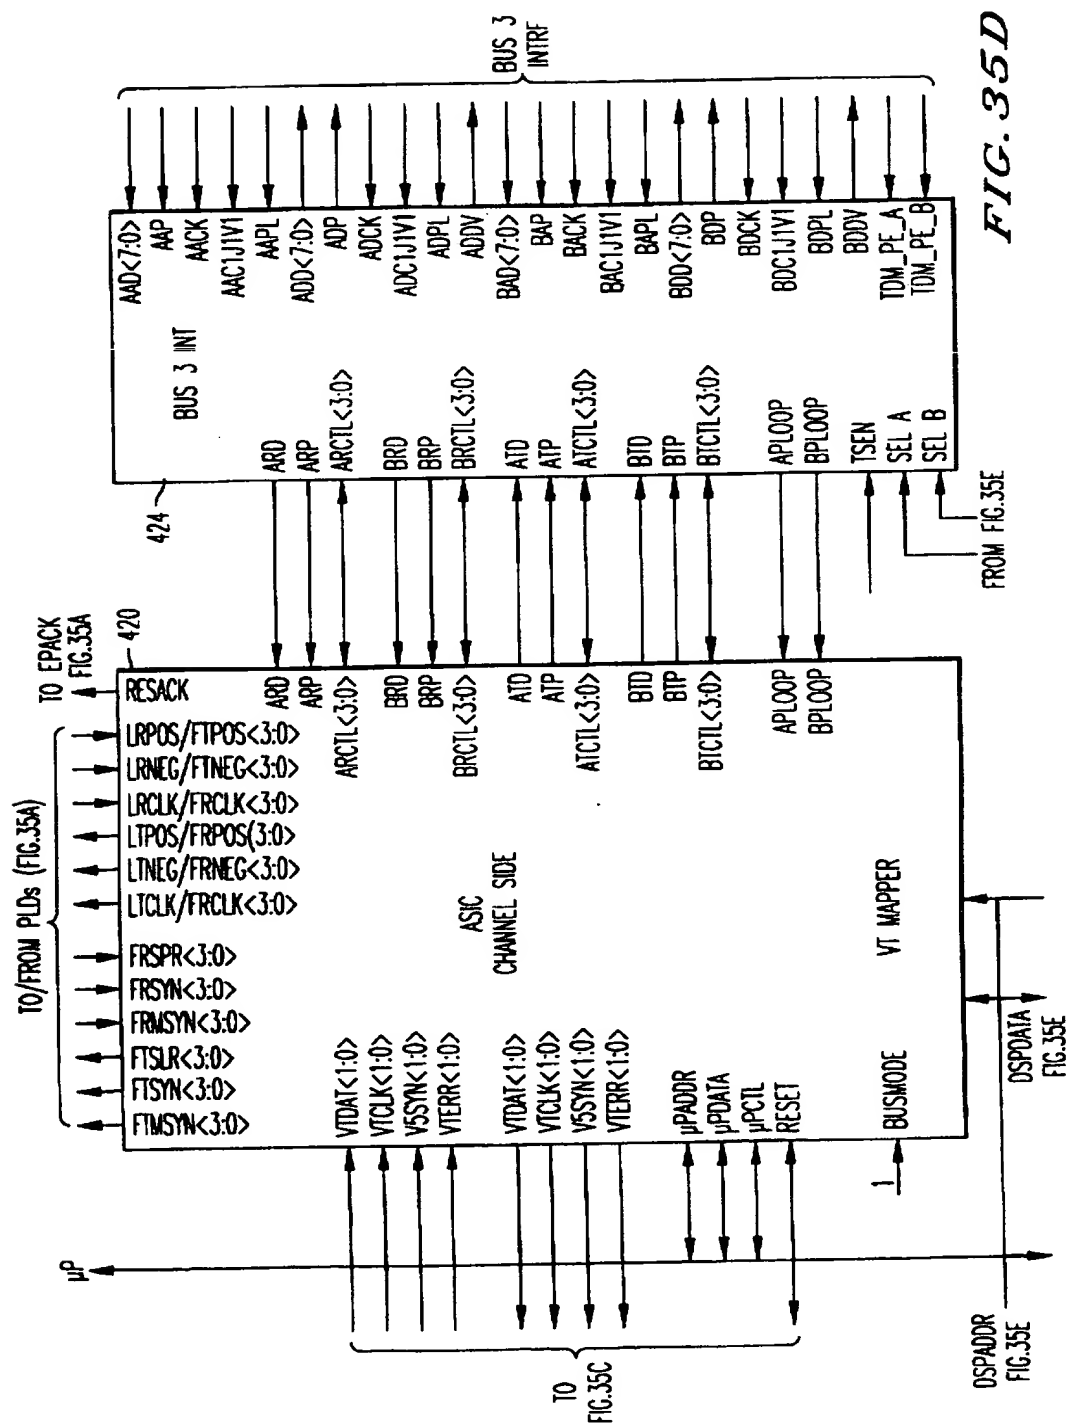 BUS 3
INTRF
AAD<7:0>
AAP
AACK
AAC1J1V1
AAPL
ADD<7:0>
ADP
ADCK
ADC1J1V1
ADPL
ADDV
BAD<7:0>
BAP
BACK
BAC1J1V1
BAPL
BDD<7:0>
BDP
BDCK
BDC1J1V1
BDPL
BDDV
TDM_PE_A
TDM_PE_B
BUS 3 INT
ARD
ARP
ARCTL<3:0>
BRD
BRP
BRCTL<3:0>
ATD
ATP
ATCTL<3:0>
BTD
BTP
BTCTL<3:0>
APLOOP
BPLOOP
TSEN
SEL A
SEL B
424
FROM FIG.35E
TO EPACK
FIG.35A
420
RESACK
ARD
ARP
ARCTL<3:0>
BRD
BRP
BRCTL<3:0>
ATD
ATP
ATCTL<3:0>
BTD
BTP
BTCTL<3:0>
APLOOP
BPLOOP
TO/FROM PLDs (FIG.35A)
LRPOS/FTPOS<3:0>
LRNEG/FTNEG<3:0>
LRCLK/FRCLK<3:0>
LTPOS/FRPOS(3:0>
LTNEG/FRNEG<3:0>
LTCLK/FRCLK<3:0>
FRSPR<3:0>
FRSYN<3:0>
FRMSYN<3:0>
FTSLR<3:0>
FTSYN<3:0>
FTMSYN<3:0>
ASIC
CHANNEL SIDE
VT MAPPER
VTDAT<1:0>
VTCLK<1:0>
V5SYN<1:0>
VTERR<1:0>
VTDAT<1:0>
VTCLK<1:0>
V5SYN<1:0>
VTERR<1:0>
µPADDR
µPDATA
µPCTL
RESET
BUSMODE
1
DSPDATA
FIG.35E
µP
TO
FIG.35C
DSPADDR
FIG.35E
FIG. 35D